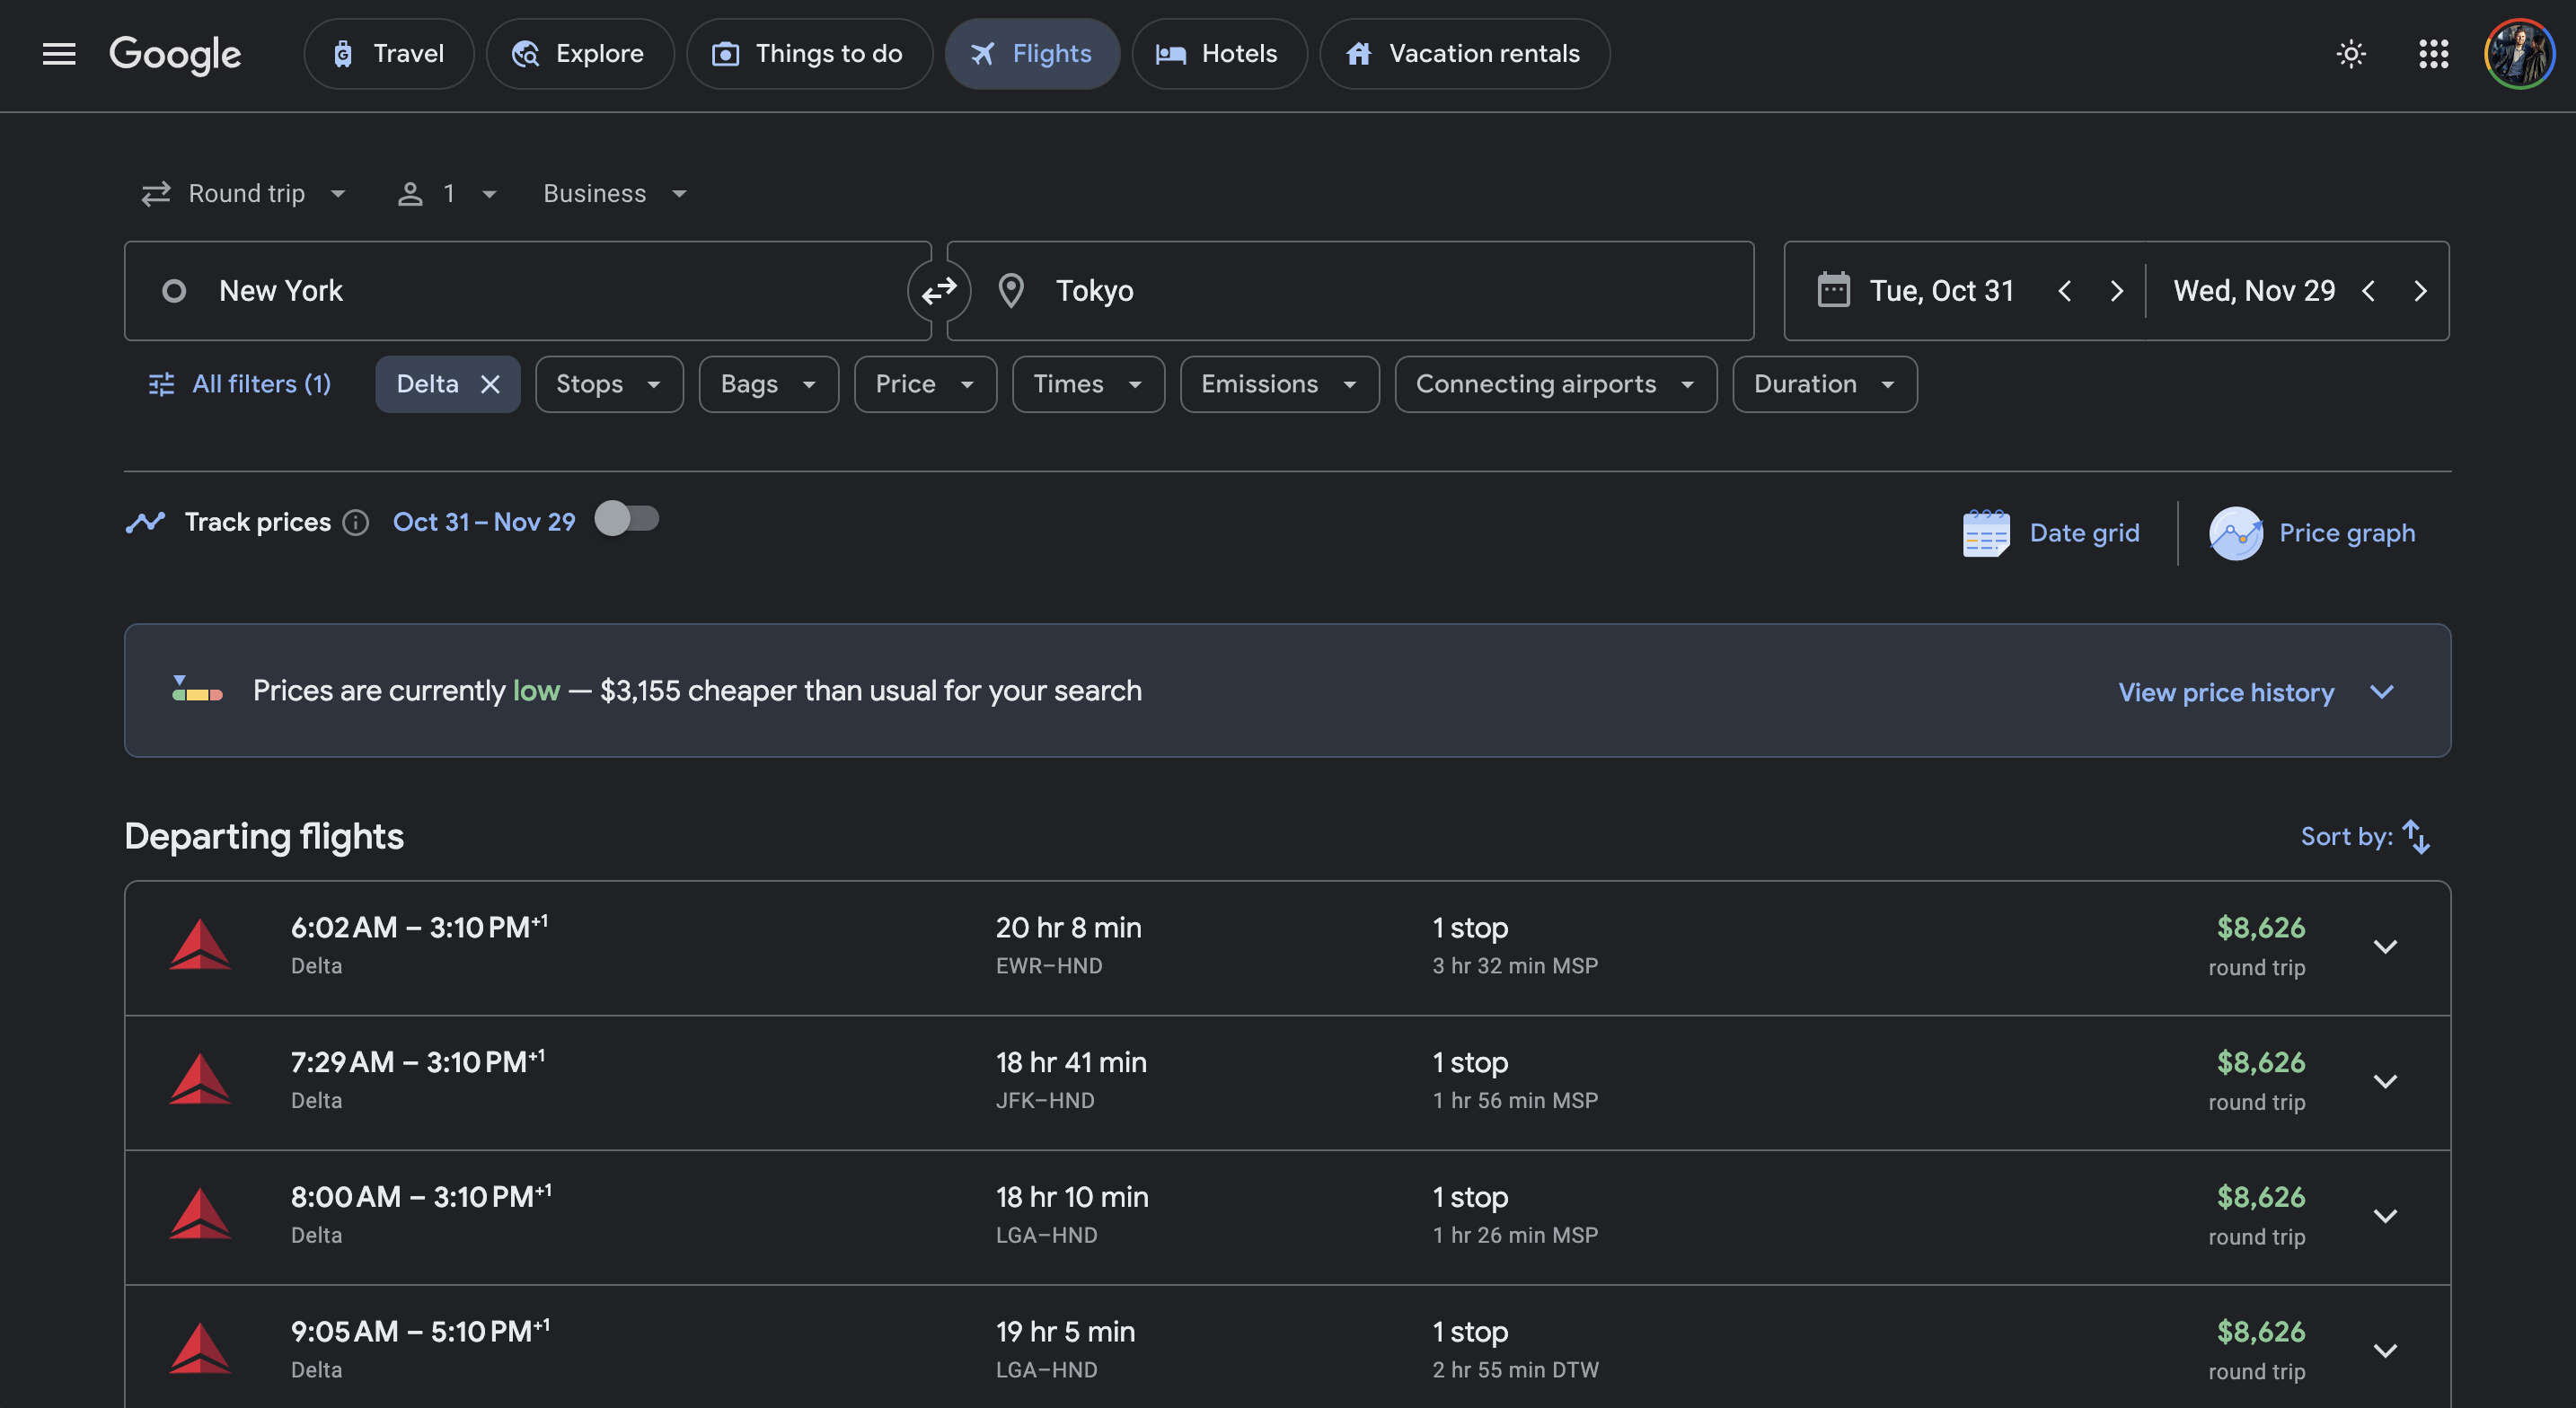 Google
Travel
Explore
Things to do
Flights
Hotels
Vacation rentals
Round trip
1
Business
New York
Tokyo
Tue, Oct 31
Wed, Nov 29
All filters (1)
Delta
Stops
Bags
Price
Times
Emissions
Connecting airports
Duration
Track prices
Oct 31 – Nov 29
Date grid
Price graph
Prices are currently low — $3,155 cheaper than usual for your search
View price history
Departing flights
Sort by:
6:02 AM – 3:10 PM+1
Delta
20 hr 8 min
EWR–HND
1 stop
3 hr 32 min MSP
$8,626
round trip
7:29 AM – 3:10 PM+1
Delta
18 hr 41 min
JFK–HND
1 stop
1 hr 56 min MSP
$8,626
round trip
8:00 AM – 3:10 PM+1
Delta
18 hr 10 min
LGA–HND
1 stop
1 hr 26 min MSP
$8,626
round trip
9:05 AM – 5:10 PM+1
Delta
19 hr 5 min
LGA–HND
1 stop
2 hr 55 min DTW
$8,626
round trip